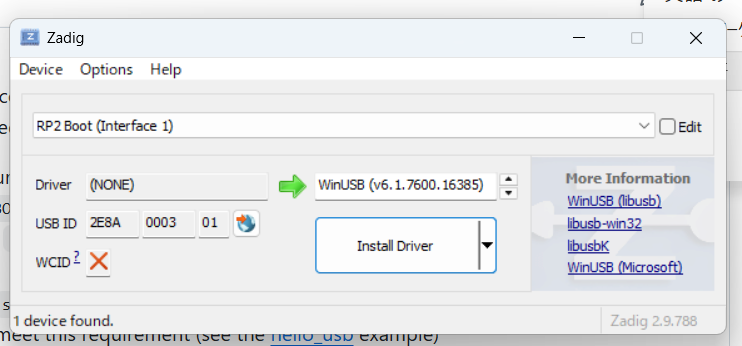 Zadig
Device Options Help
RP2 Boot (Interface 1) Edit
Driver (NONE) WinUSB (v6.1.7600.16385)
USB ID 2E8A 0003 01
WCID ?
Install Driver
More Information
WinUSB (libusb)
libusb-win32
libusbK
WinUSB (Microsoft)
1 device found. Zadig 2.9.788
meet this requirement (see the hello_usb example)